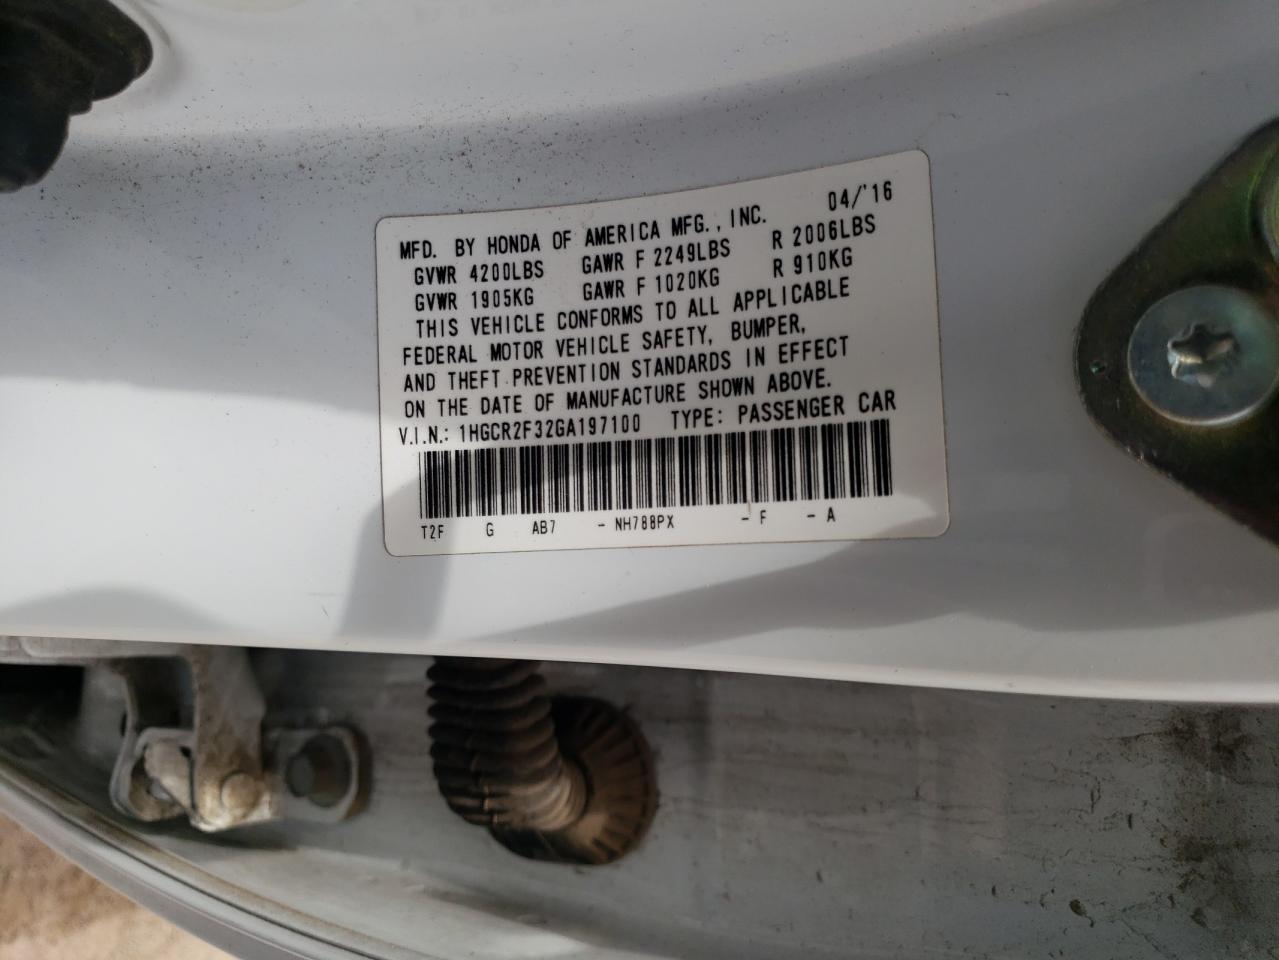 MFD. BY HONDA OF AMERICA MFG., INC. 04/'16
GVWR 4200LBS GAWR F 2249LBS R 2006LBS
GVWR 1905KG GAWR F 1020KG R 910KG
THIS VEHICLE CONFORMS TO ALL APPLICABLE
FEDERAL MOTOR VEHICLE SAFETY, BUMPER,
AND THEFT PREVENTION STANDARDS IN EFFECT
ON THE DATE OF MANUFACTURE SHOWN ABOVE.
V.I.N.: 1HGCR2F32GA197100 TYPE: PASSENGER CAR
T2F G AB7 - NH788PX - F - A